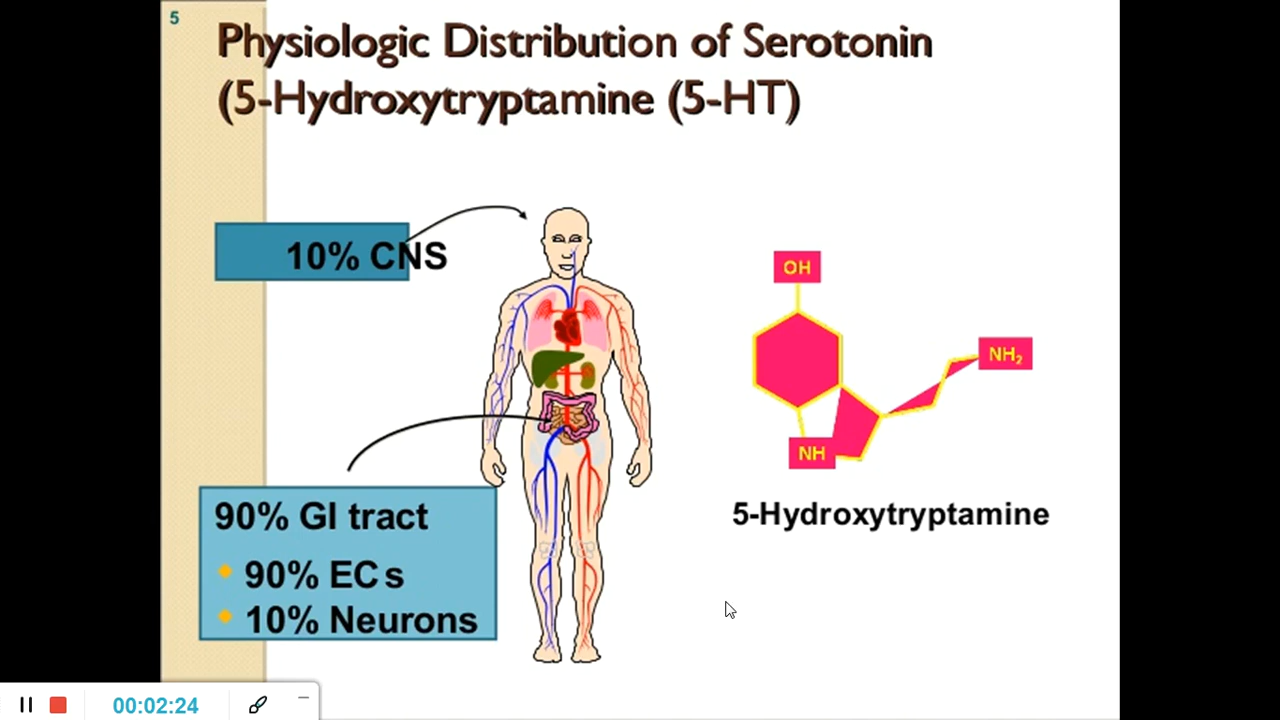 5
Physiologic Distribution of Serotonin
(5-Hydroxytryptamine (5-HT)
10% CNS
OH
NH₂
NH
5-Hydroxytryptamine
90% GI tract
90% ECs
10% Neurons
00:02:24